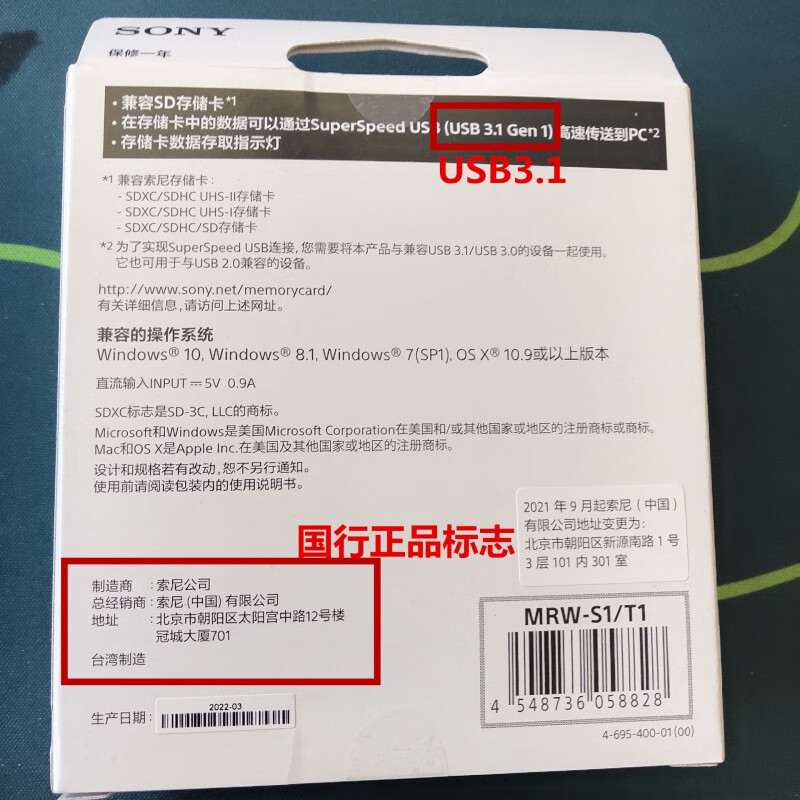 SONY
保修一年
· 兼容SD存储卡*1
· 在存储卡中的数据可以通过SuperSpeed USB (USB 3.1 Gen 1) 高速传送到PC*2
· 存储卡数据存取指示灯
USB3.1
*1 兼容索尼存储卡：
- SDXC/SDHC UHS-II存储卡
- SDXC/SDHC UHS-I存储卡
- SDXC/SDHC/SD存储卡
*2 为了实现SuperSpeed USB连接，您需要将本产品与兼容USB 3.1/USB 3.0的设备一起使用。
它也可用于与USB 2.0兼容的设备。
http://www.sony.net/memorycard/
有关详细信息，请访问上述网址。
兼容的操作系统
Windows® 10, Windows® 8.1, Windows® 7(SP1), OS X® 10.9或以上版本
直流输入INPUT ⎓ 5V 0.9A
SDXC标志是SD-3C, LLC的商标。
Microsoft和Windows是美国Microsoft Corporation在美国和/或其他国家或地区的注册商标或商标。
Mac和OS X是Apple Inc.在美国及其他国家或地区的注册商标。
设计和规格若有改动，恕不另行通知。
使用前请阅读包装内的使用说明书。
2021 年 9 月起索尼（中国）
有限公司地址变更为:
北京市朝阳区新源南路 1 号
3 层 101 内 301 室
国行正品标志
制造商：索尼公司
总经销商：索尼 (中国) 有限公司
地址：北京市朝阳区太阳宫中路12号楼
冠城大厦701
台湾制造
MRW-S1/T1
4 548736 058828
生产日期：
2022-03
4-695-400-01(00)